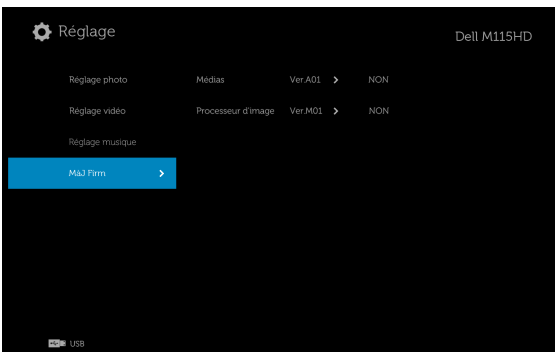 Réglage
Dell M115HD
Réglage photo Médias Ver.A01 > NON
Réglage vidéo Processeur d'image Ver.M01 > NON
Réglage musique
MàJ Firm >
USB